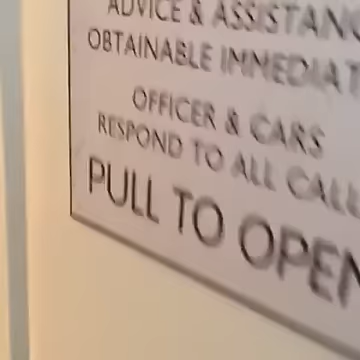 ADVICE & ASSISTANC
OBTAINABLE IMMEDIAT
OFFICER & CARS
RESPOND TO ALL CALL
PULL TO OPEN